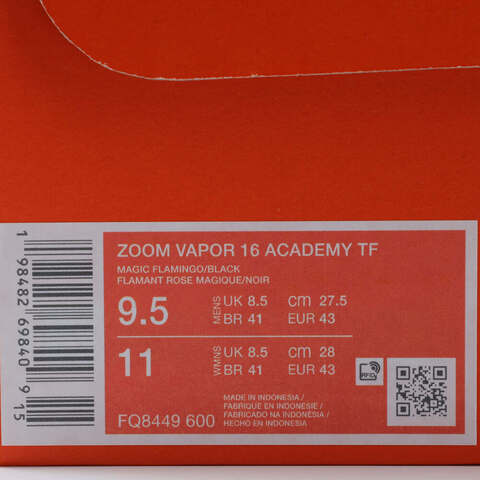 ZOOM VAPOR 16 ACADEMY TF
MAGIC FLAMINGO/BLACK
FLAMANT ROSE MAGIQUE/NOIR
9.5 MENS UK 8.5 cm 27.5
BR 41 EUR 43
11 WMNS UK 8.5 cm 28
BR 41 EUR 43
RFID
FQ8449 600
MADE IN INDONESIA /
FABRIQUE EN INDONESIE /
FABRICADO NA INDONÉSIA /
HECHO EN INDONESIA
1 98482 69840 9 15